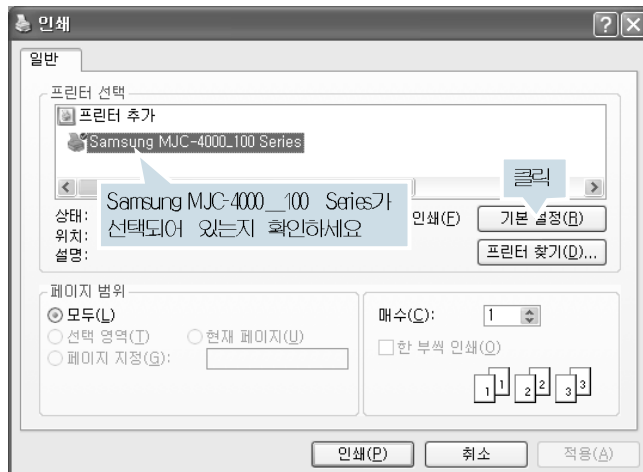 인쇄
일반
프린터 선택
프린터 추가
Samsung MJC-4000_100 Series
클릭
Samsung MJC-4000__100 Series가
선택되어 있는지 확인하세요
상태:
인쇄(F)
기본 설정(R)
위치:
설명:
프린터 찾기(D)...
페이지 범위
모두(L)
선택 영역(T)
현재 페이지(U)
페이지 지정(G):
매수(C):
1
한 부씩 인쇄(O)
1 1 2 2 3 3
인쇄(P)
취소
적용(A)